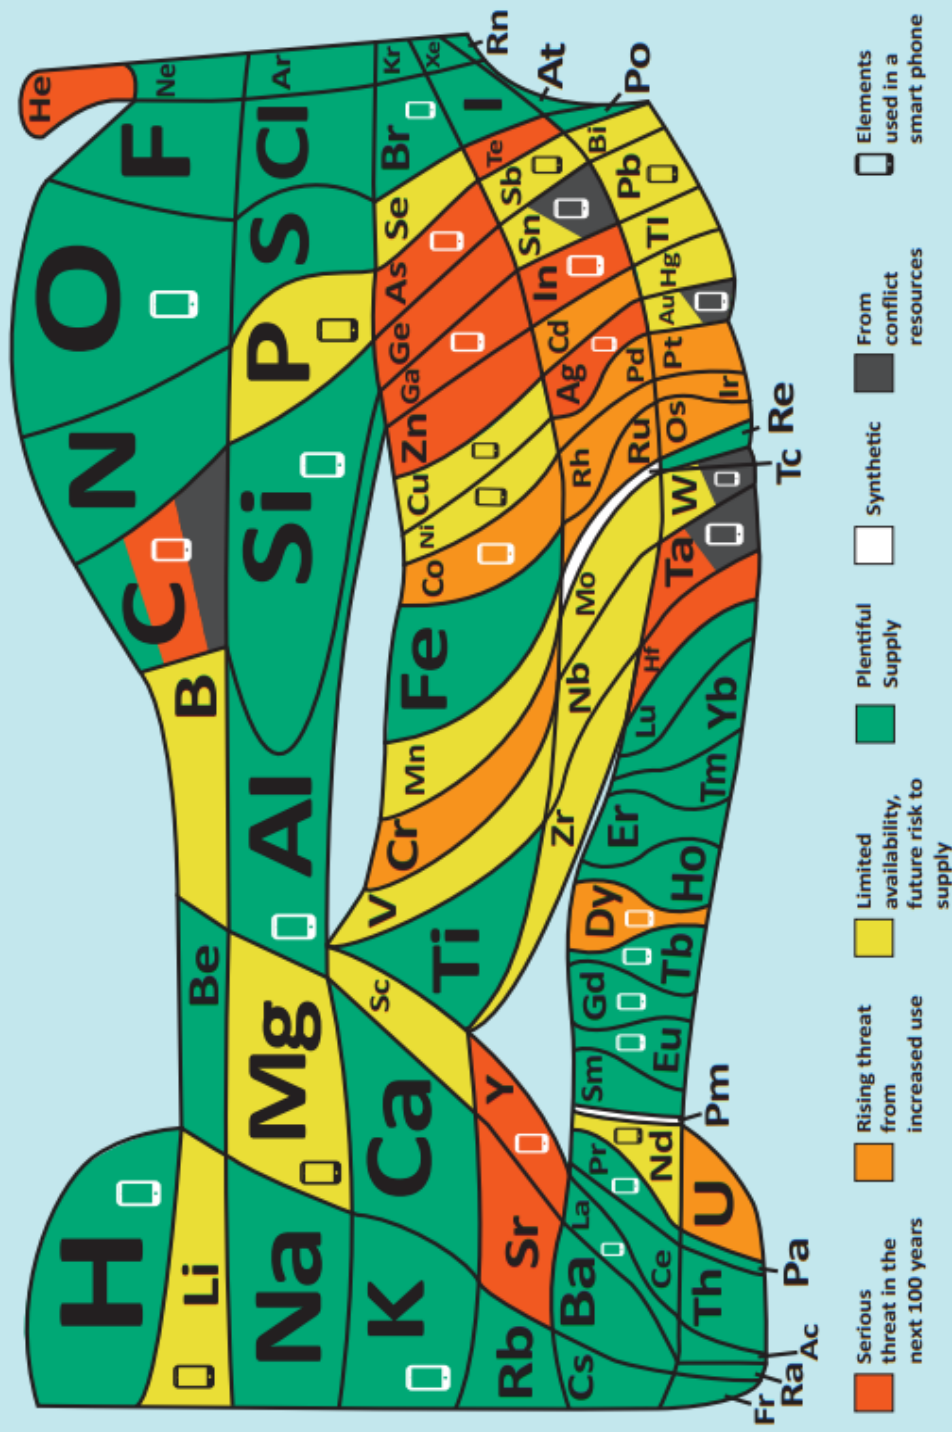 H He
Li Be B C N O F Ne
Na Mg Al Si P S Cl Ar
K Ca Sc Ti V Cr Mn Fe Co Ni Cu Zn Ga Ge As Se Br Kr
Rb Sr Y Zr Nb Mo Tc Ru Rh Pd Ag Cd In Sn Sb Te I Xe
Cs Ba La Ce Pr Nd Pm Sm Eu Gd Tb Dy Ho Er Tm Yb Lu Hf Ta W Re Os Ir Pt Au Hg Tl Pb Bi Po At Rn
Fr Ra Ac Th Pa U
Serious
threat in the
next 100 years
Rising threat
from
increased use
Limited
availability,
future risk to
supply
Plentiful
Supply
Synthetic
From
conflict
resources
Elements
used in a
smart phone